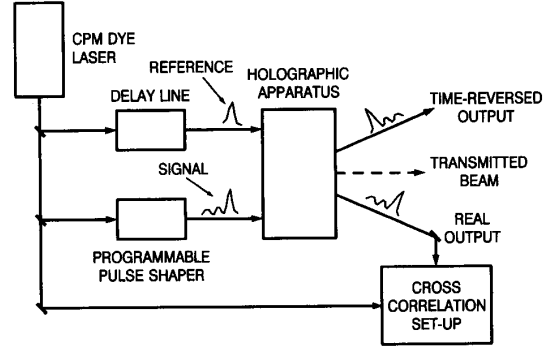 CPM DYE
LASER
REFERENCE
HOLOGRAPHIC
APPARATUS
DELAY LINE
TIME-REVERSED
OUTPUT
SIGNAL
TRANSMITTED
BEAM
PROGRAMMABLE
PULSE SHAPER
REAL
OUTPUT
CROSS
CORRELATION
SET-UP